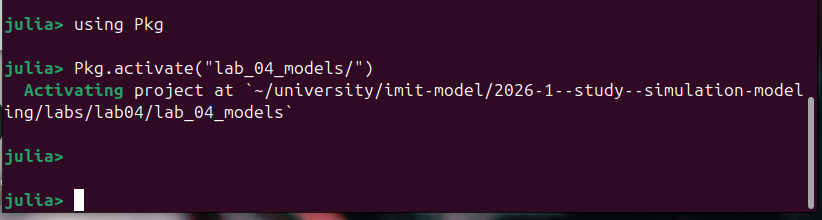 julia> using Pkg
julia> Pkg.activate("lab_04_models/")
  Activating project at `~/university/imit-model/2026-1--study--simulation-model
ing/labs/lab04/lab_04_models`
julia>
julia>